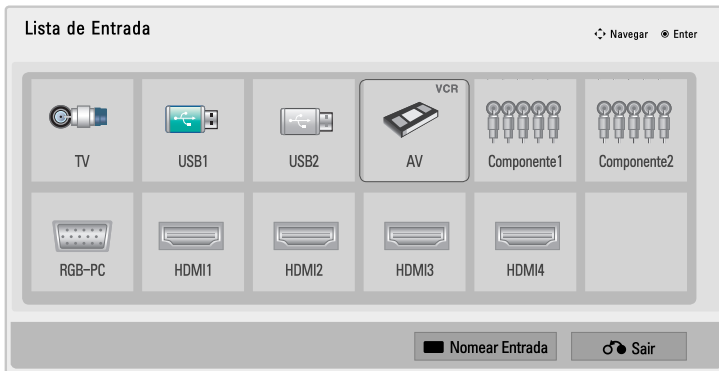 Lista de Entrada
Navegar Enter
VCR
TV USB1 USB2 AV Componente1 Componente2
RGB-PC HDMI1 HDMI2 HDMI3 HDMI4
Nomear Entrada Sair